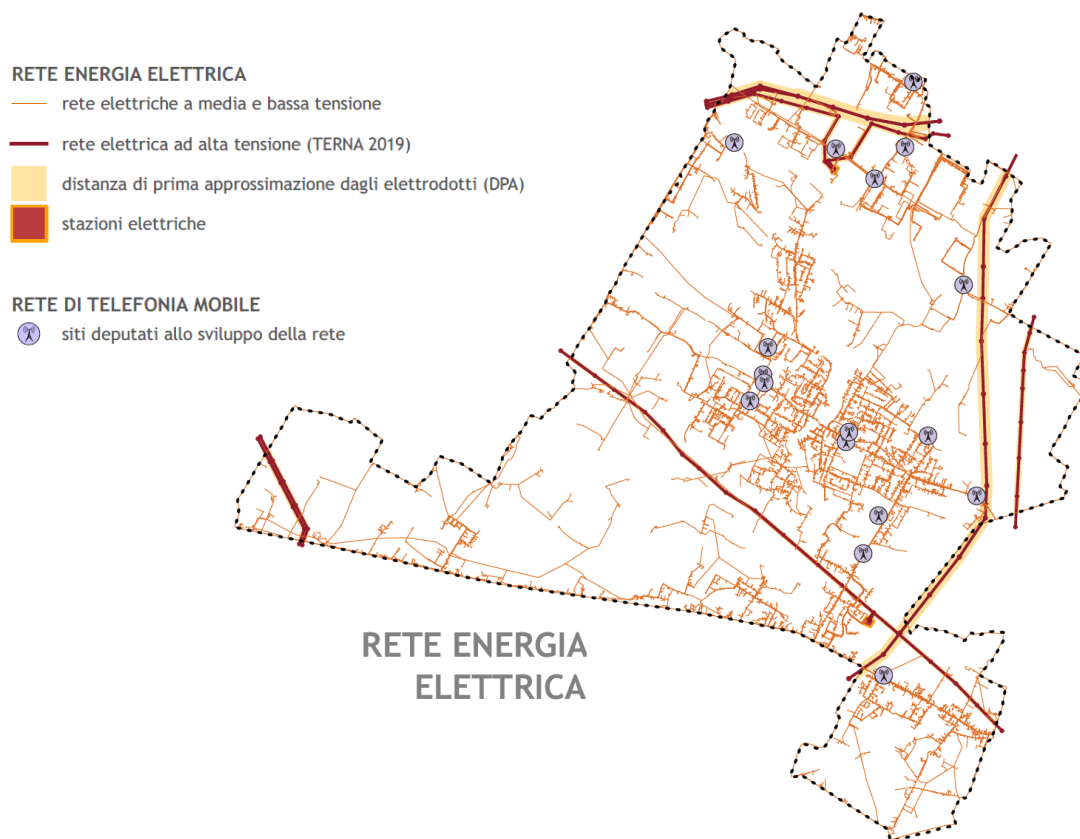 RETE ENERGIA ELETTRICA
rete elettriche a media e bassa tensione
rete elettrica ad alta tensione (TERNA 2019)
distanza di prima approssimazione dagli elettrodotti (DPA)
stazioni elettriche
RETE DI TELEFONIA MOBILE
siti deputati allo sviluppo della rete
RETE ENERGIA
ELETTRICA